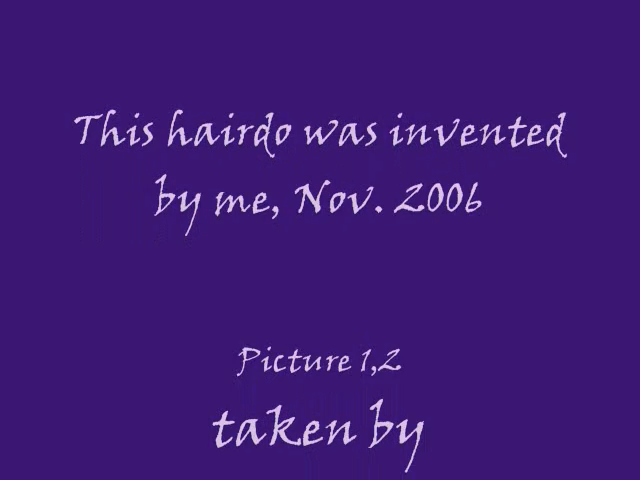 This hairdo was invented
by me, Nov. 2006
Picture 1,2
taken by